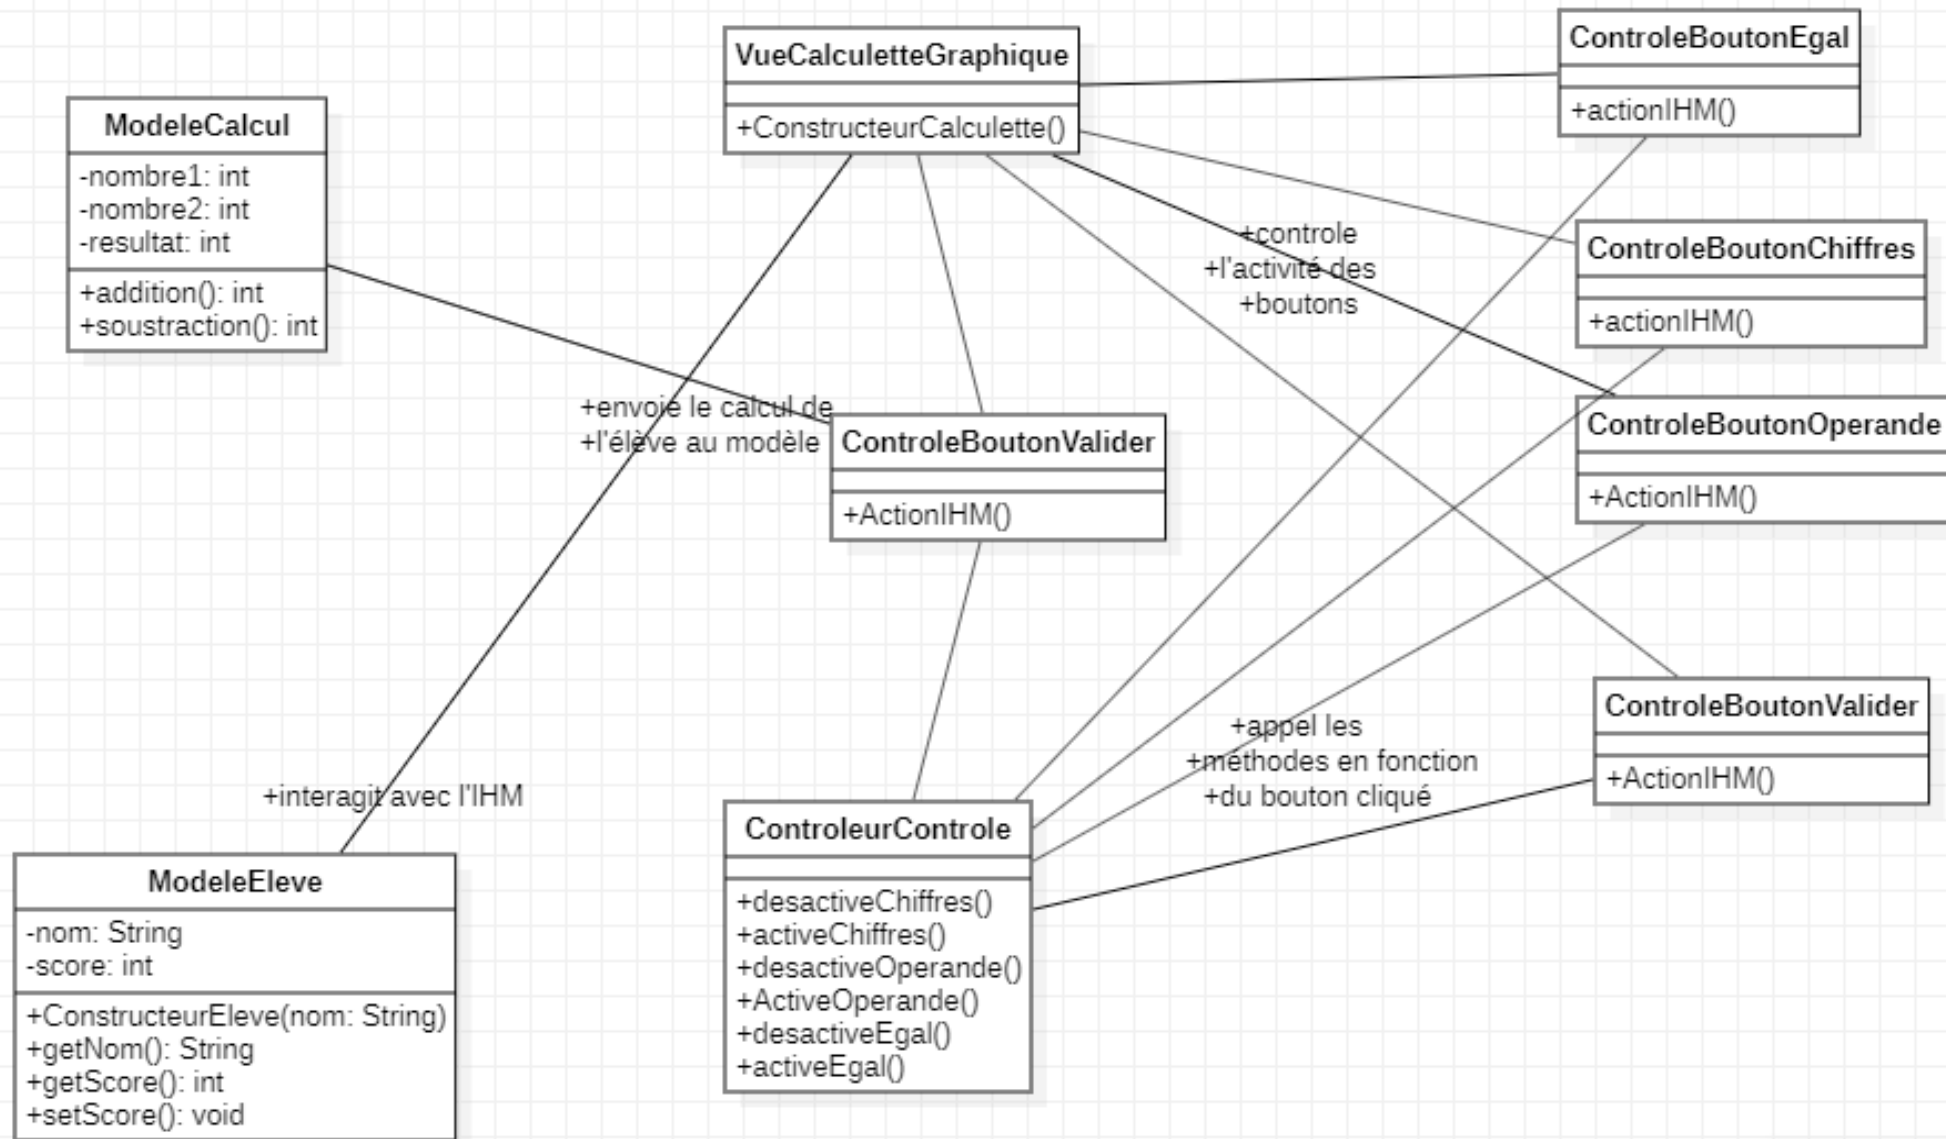 VueCalculetteGraphique
+ConstructeurCalculette()
ControleBoutonEgal
+actionIHM()
ModeleCalcul
-nombre1: int
-nombre2: int
-resultat: int
+addition(): int
+soustraction(): int
+controle
+l'activité des
+boutons
ControleBoutonChiffres
+actionIHM()
+envoie le calcul de
+l'élève au modèle
ControleBoutonValider
+ActionIHM()
ControleBoutonOperande
+ActionIHM()
+appel les
+méthodes en fonction
+du bouton cliqué
ControleBoutonValider
+ActionIHM()
+interagit avec l'IHM
ModeleEleve
-nom: String
-score: int
+ConstructeurEleve(nom: String)
+getNom(): String
+getScore(): int
+setScore(): void
ControleurControle
+desactiveChiffres()
+activeChiffres()
+desactiveOperande()
+ActiveOperande()
+desactiveEgal()
+activeEgal()